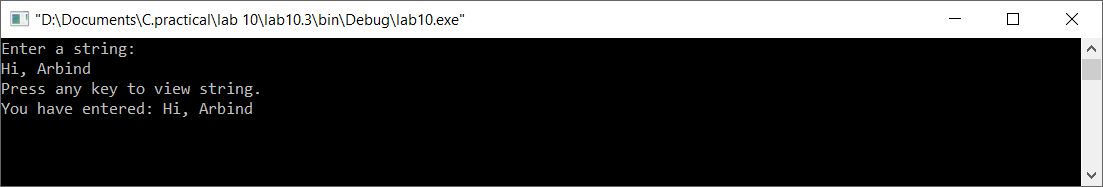 "D:\Documents\C.practical\lab 10\lab10.3\bin\Debug\lab10.exe"
Enter a string:
Hi, Arbind
Press any key to view string.
You have entered: Hi, Arbind